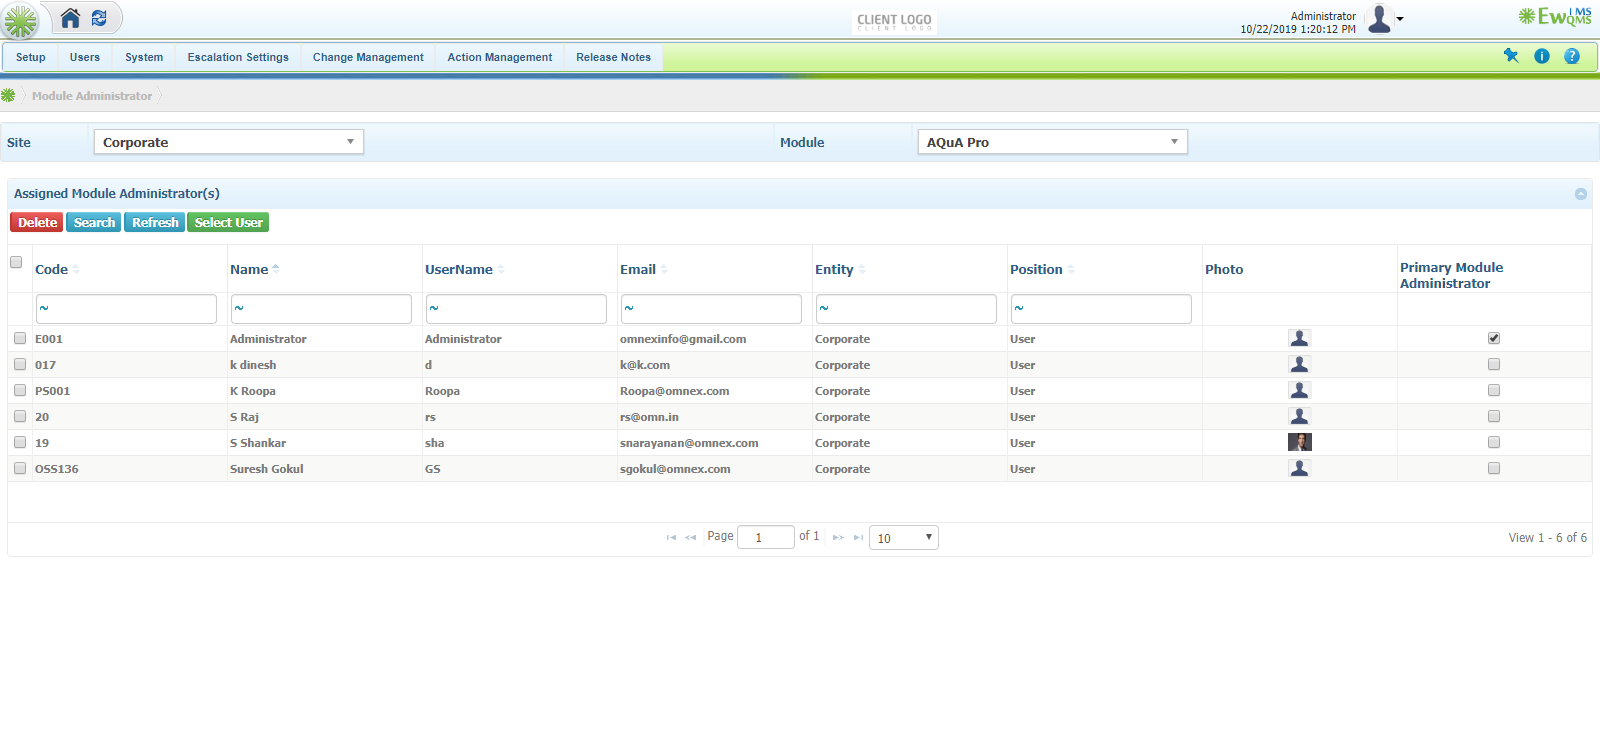 CLIENT LOGO
CLIENT LOGO
Administrator
10/22/2019 1:20:12 PM
EwIMS
QMS
Setup Users System Escalation Settings Change Management Action Management Release Notes
i ?
Module Administrator
Site Corporate Module AQuA Pro
Assigned Module Administrator(s)
Delete Search Refresh Select User
Code Name UserName Email Entity Position Photo Primary Module
Administrator
~ ~ ~ ~ ~ ~
E001 Administrator Administrator omnexinfo@gmail.com Corporate User
017 k dinesh d k@k.com Corporate User
PS001 K Roopa Roopa Roopa@omnex.com Corporate User
20 S Raj rs rs@omn.in Corporate User
19 S Shankar sha snarayanan@omnex.com Corporate User
OSS136 Suresh Gokul GS sgokul@omnex.com Corporate User
Page 1 of 1 10 View 1 - 6 of 6